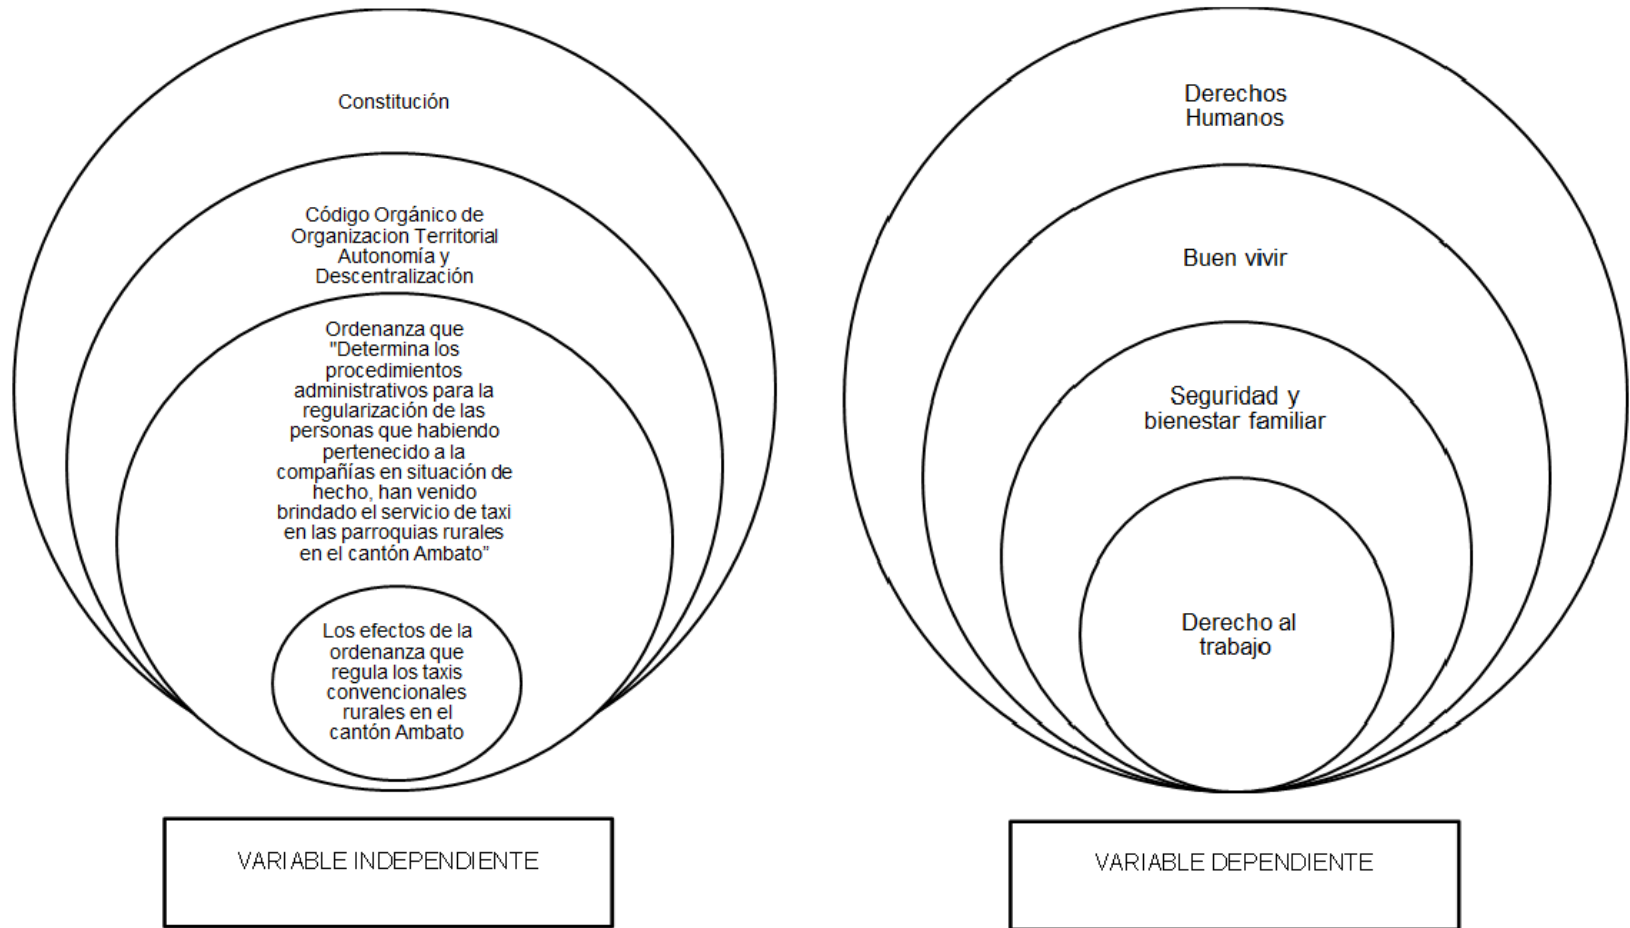 Constitución
Código Orgánico de
Organizacion Territorial
Autonomía y
Descentralización
Ordenanza que
"Determina los
procedimientos
administrativos para la
regularización de las
personas que habiendo
pertenecido a la
compañías en situación de
hecho, han venido
brindado el servicio de taxi
en las parroquias rurales
en el cantón Ambato"
Los efectos de la
ordenanza que
regula los taxis
convencionales
rurales en el
cantón Ambato
VARIABLE INDEPENDIENTE
Derechos
Humanos
Buen vivir
Seguridad y
bienestar familiar
Derecho al
trabajo
VARIABLE DEPENDIENTE